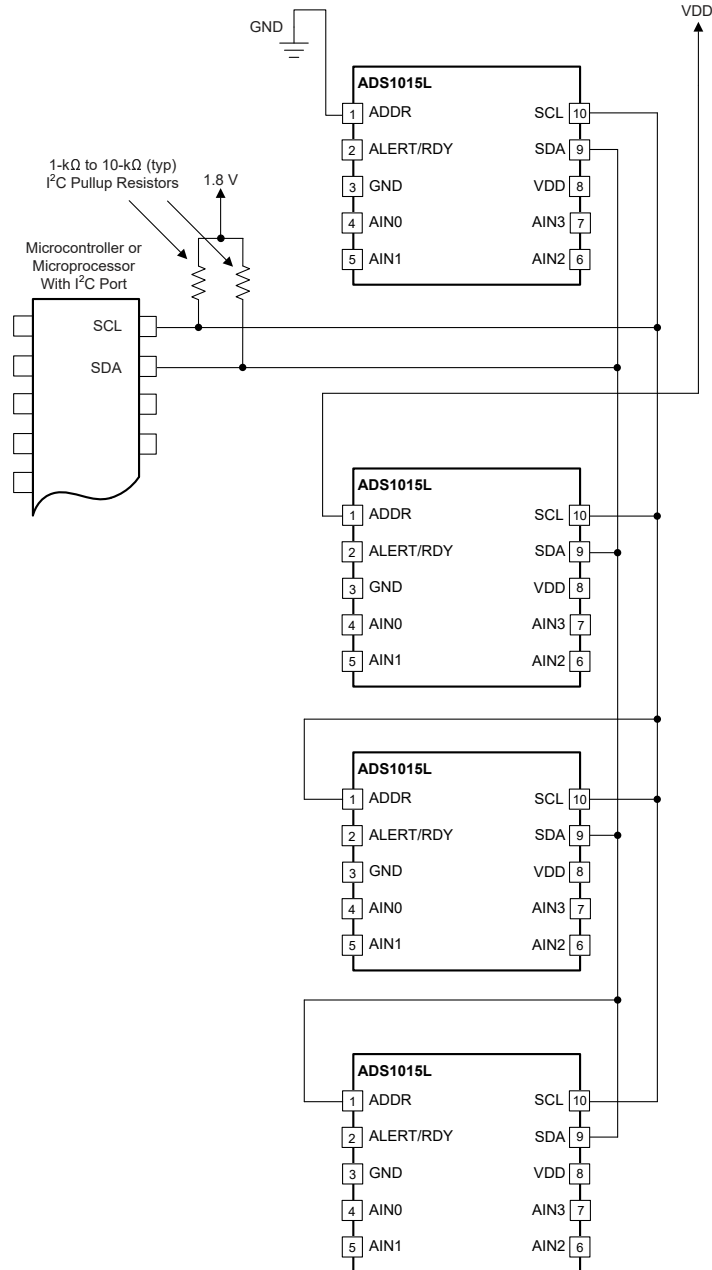 GND
VDD
ADS1015L
1 ADDR SCL 10
2 ALERT/RDY SDA 9
3 GND VDD 8
4 AIN0 AIN3 7
5 AIN1 AIN2 6
1-kΩ to 10-kΩ (typ)
I²C Pullup Resistors
1.8 V
Microcontroller or
Microprocessor
With I²C Port
SCL
SDA
ADS1015L
1 ADDR SCL 10
2 ALERT/RDY SDA 9
3 GND VDD 8
4 AIN0 AIN3 7
5 AIN1 AIN2 6
ADS1015L
1 ADDR SCL 10
2 ALERT/RDY SDA 9
3 GND VDD 8
4 AIN0 AIN3 7
5 AIN1 AIN2 6
ADS1015L
1 ADDR SCL 10
2 ALERT/RDY SDA 9
3 GND VDD 8
4 AIN0 AIN3 7
5 AIN1 AIN2 6